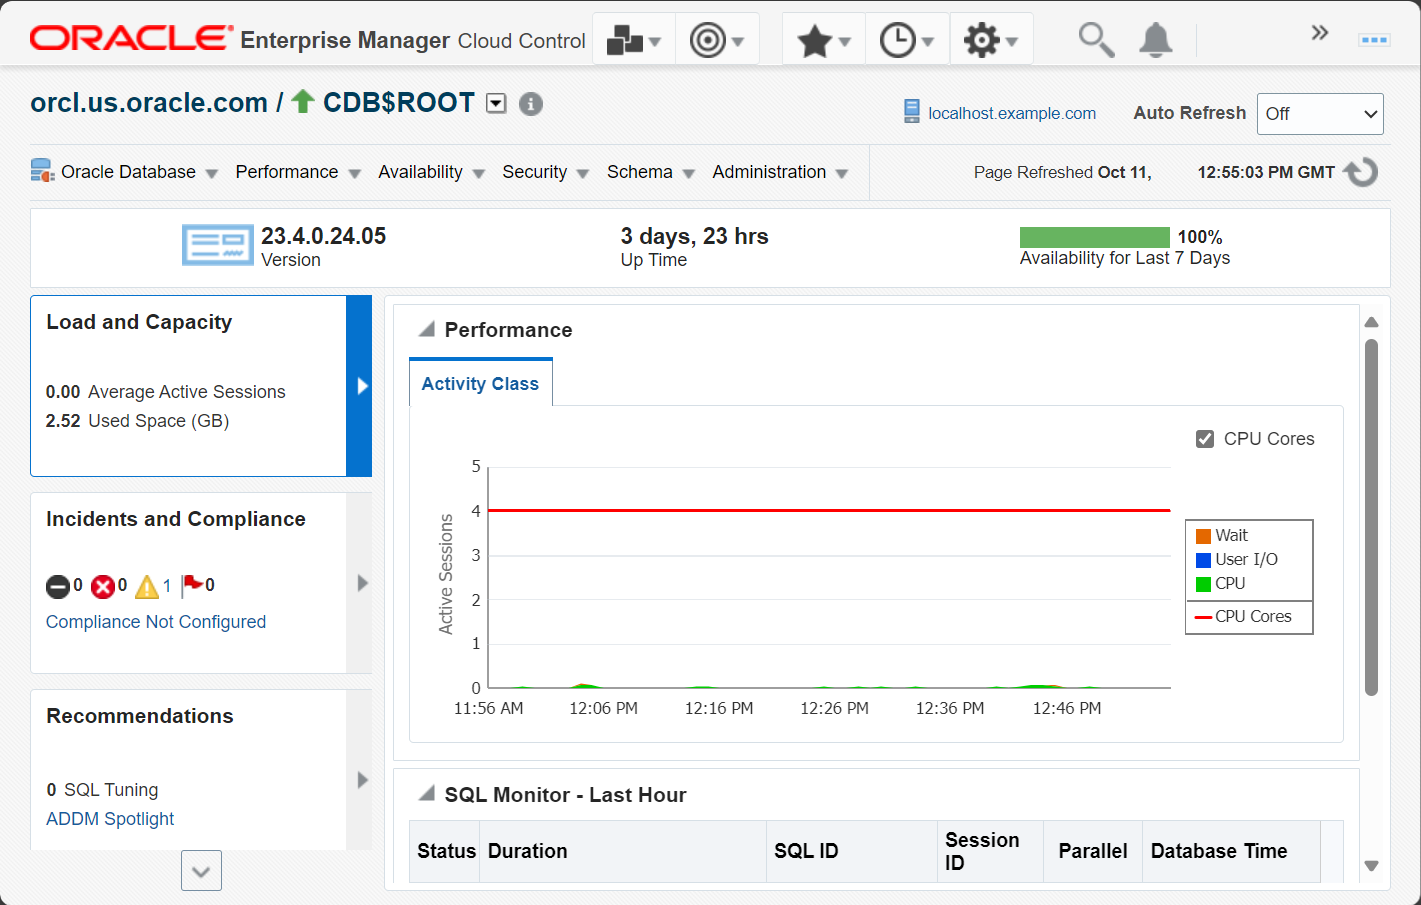 ORACLE® Enterprise Manager Cloud Control
orcl.us.oracle.com / CDB$ROOT
localhost.example.com Auto Refresh Off
Oracle Database Performance Availability Security Schema Administration Page Refreshed Oct 11, 12:55:03 PM GMT
23.4.0.24.05
Version
3 days, 23 hrs
Up Time
100%
Availability for Last 7 Days
Load and Capacity
0.00 Average Active Sessions
2.52 Used Space (GB)
Incidents and Compliance
0 0 1 0
Compliance Not Configured
Recommendations
0 SQL Tuning
ADDM Spotlight
Performance
Activity Class
CPU Cores
Active Sessions
5
4
3
2
1
0
11:56 AM 12:06 PM 12:16 PM 12:26 PM 12:36 PM 12:46 PM
Wait
User I/O
CPU
CPU Cores
SQL Monitor - Last Hour
Status Duration SQL ID Session ID Parallel Database Time